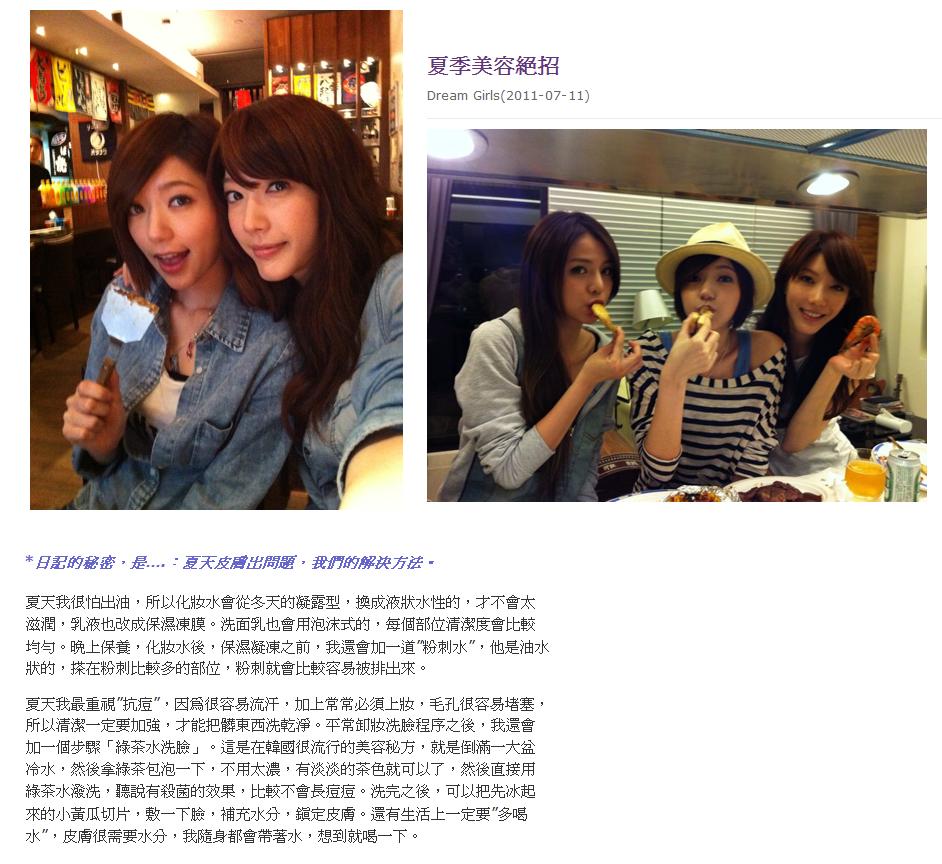 夏季美容絕招
Dream Girls(2011-07-11)
*日記的秘密，是....：夏天皮膚出問題，我們的解決方法。
夏天我很怕出油，所以化妝水會從冬天的凝露型，換成液狀水性的，才不會太
滋潤，乳液也改成保濕凍膜。洗面乳也會用泡沫式的，每個部位清潔度會比較
均勻。晚上保養，化妝水後，保濕凝凍之前，我還會加一道"粉刺水"，他是油水
狀的，搽在粉刺比較多的部位，粉刺就會比較容易被排出來。
夏天我最重視"抗痘"，因為很容易流汗，加上常常必須上妝，毛孔很容易堵塞，
所以清潔一定要加強，才能把髒東西洗乾淨。平常卸妝洗臉程序之後，我還會
加一個步驟「綠茶水洗臉」。這是在韓國很流行的美容秘方，就是倒滿一大盆
冷水，然後拿綠茶包泡一下，不用太濃，有淡淡的茶色就可以了，然後直接用
綠茶水潑洗，聽說有殺菌的效果，比較不會長痘痘。洗完之後，可以把先冰起
來的小黃瓜切片，敷一下臉，補充水分，鎮定皮膚。還有生活上一定要"多喝
水"，皮膚很需要水分，我隨身都會帶著水，想到就喝一下。